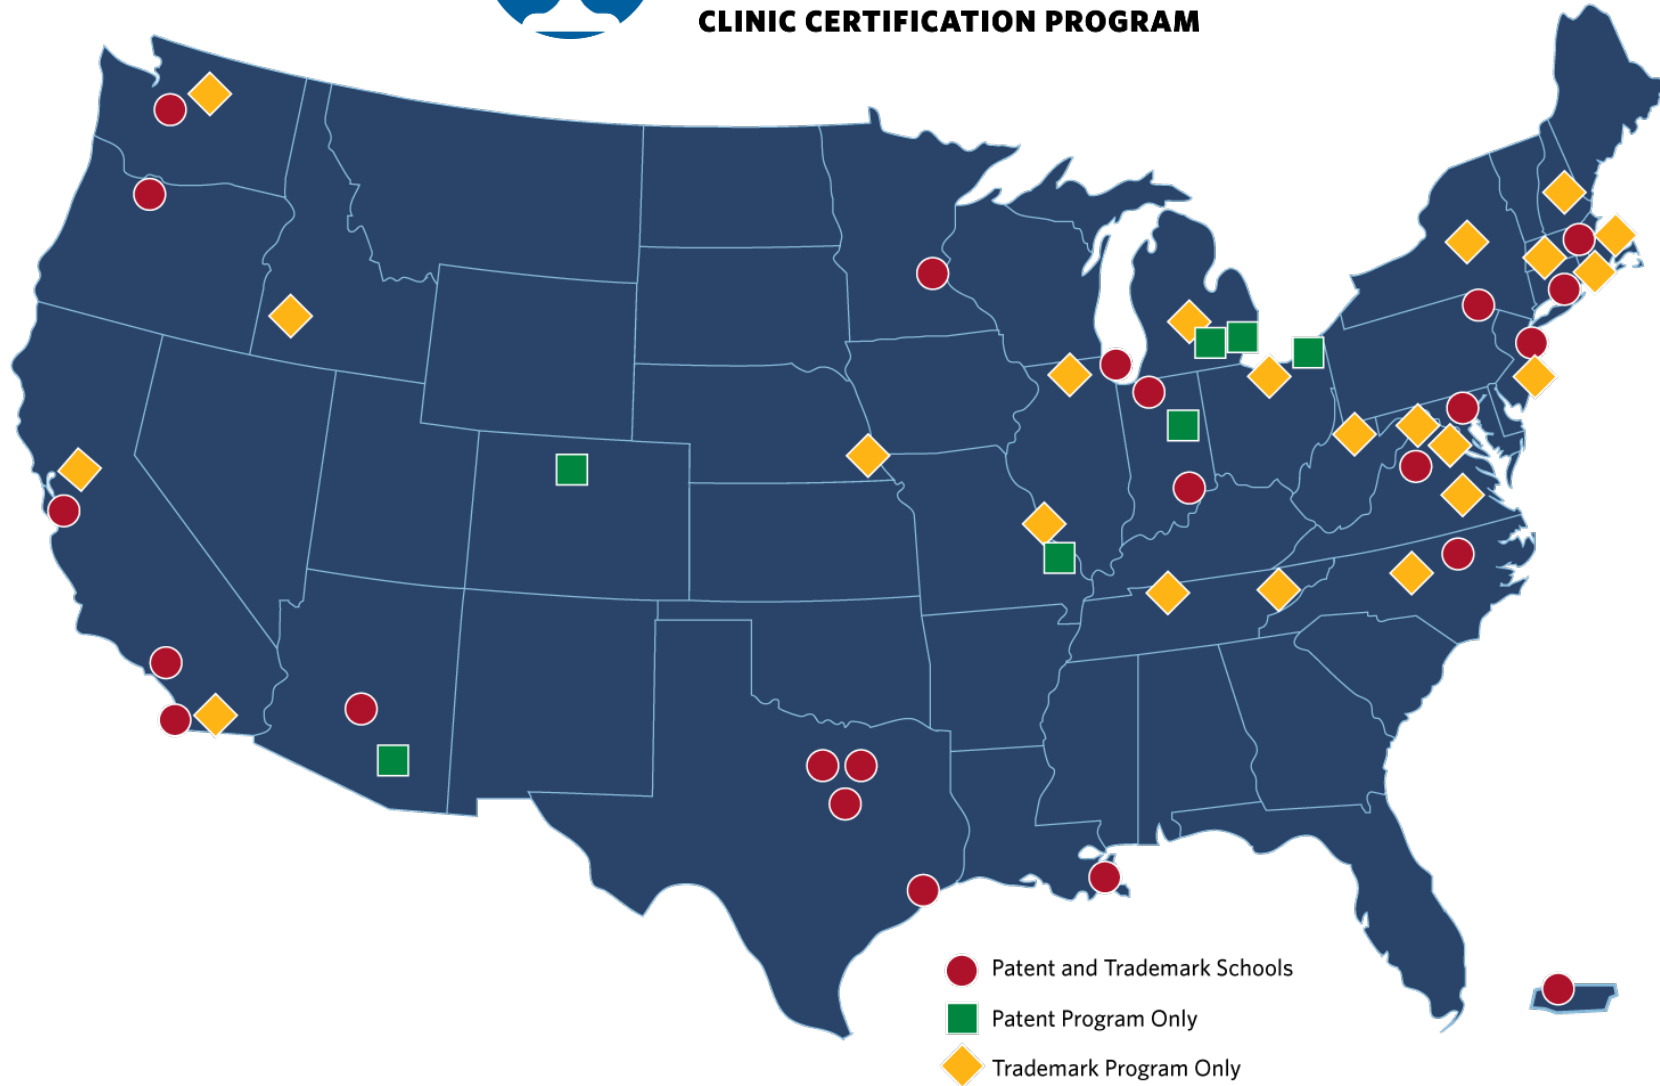 CLINIC CERTIFICATION PROGRAM
Patent and Trademark Schools
Patent Program Only
Trademark Program Only